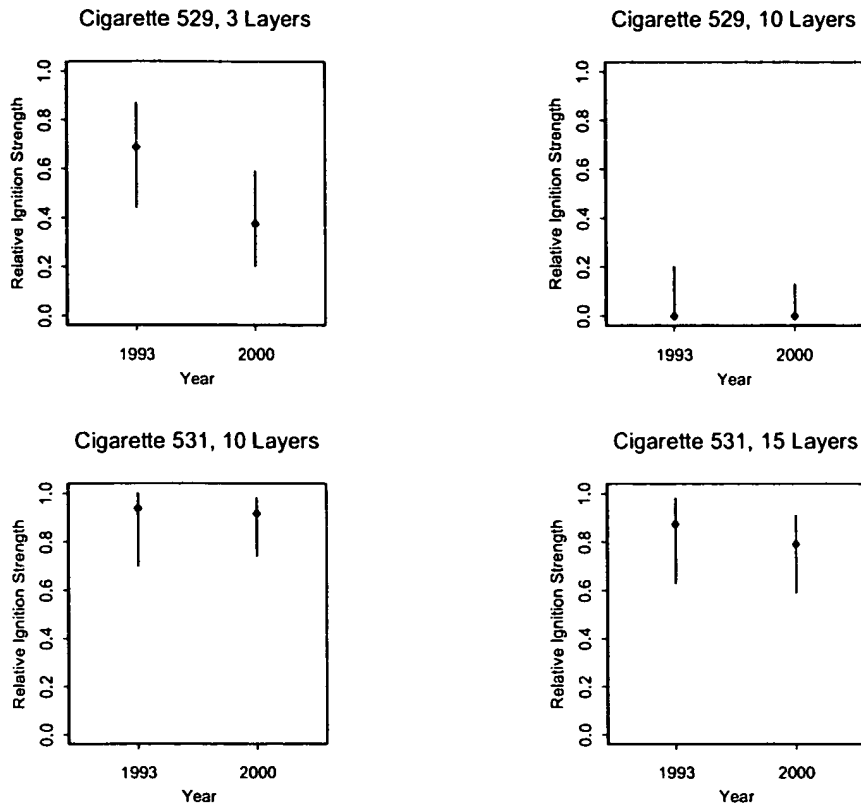 Cigarette 529, 3 Layers
Relative Ignition Strength
1.0
0.8
0.6
0.4
0.2
0.0
1993 2000
Year
Cigarette 529, 10 Layers
Relative Ignition Strength
1.0
0.8
0.6
0.4
0.2
0.0
1993 2000
Year
Cigarette 531, 10 Layers
Relative Ignition Strength
1.0
0.8
0.6
0.4
0.2
0.0
1993 2000
Year
Cigarette 531, 15 Layers
Relative Ignition Strength
1.0
0.8
0.6
0.4
0.2
0.0
1993 2000
Year